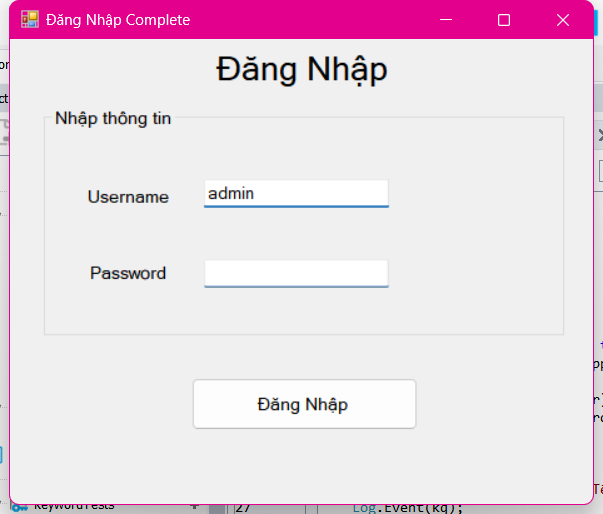 Đăng Nhập Complete
Đăng Nhập
Nhập thông tin
Username admin
Password
Đăng Nhập
KeywordTests
27 Log.Event(kq);